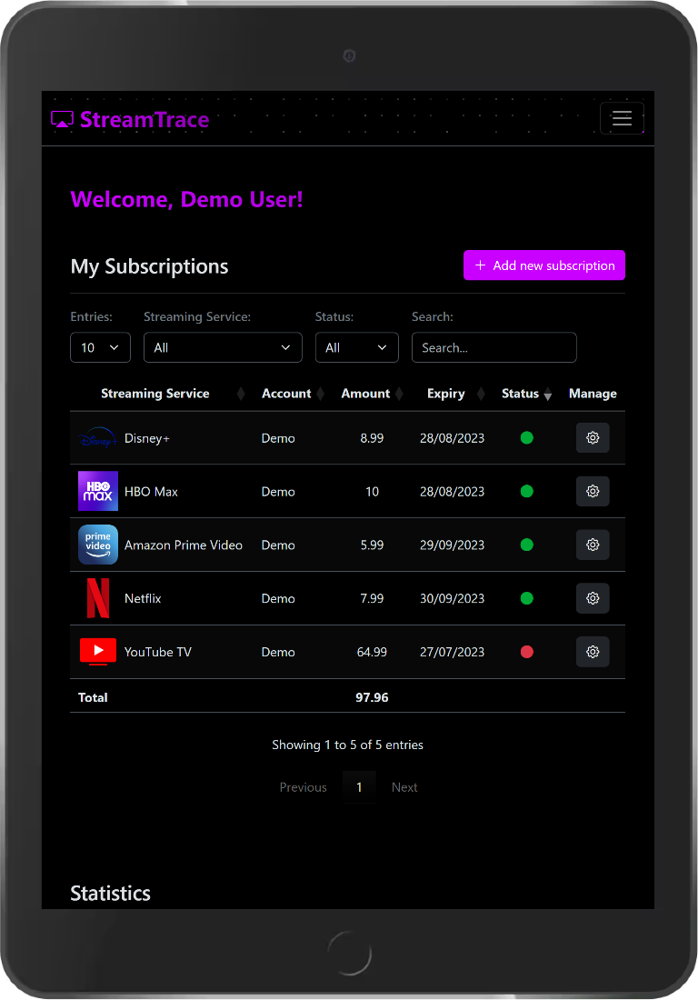 StreamTrace
Welcome, Demo User!
My Subscriptions
+ Add new subscription
Entries: Streaming Service: Status: Search:
10 All All Search...
Streaming Service Account Amount Expiry Status Manage
Disney+ Disney+ Demo 8.99 28/08/2023
HBO max HBO Max Demo 10 28/08/2023
prime video Amazon Prime Video Demo 5.99 29/09/2023
N Netflix Demo 7.99 30/09/2023
YouTube TV Demo 64.99 27/07/2023
Total 97.96
Showing 1 to 5 of 5 entries
Previous 1 Next
Statistics